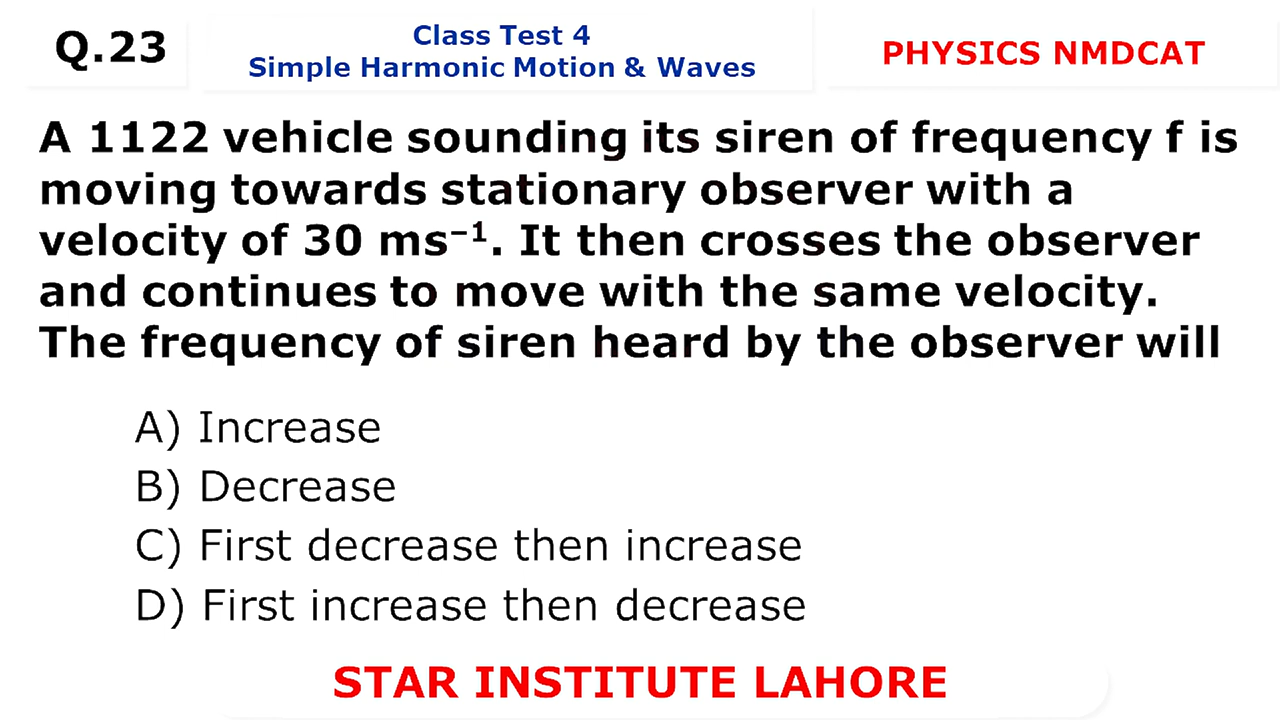 Q.23
Class Test 4
Simple Harmonic Motion & Waves
PHYSICS NMDCAT
A 1122 vehicle sounding its siren of frequency f is
moving towards stationary observer with a
velocity of 30 ms⁻¹. It then crosses the observer
and continues to move with the same velocity.
The frequency of siren heard by the observer will
A) Increase
B) Decrease
C) First decrease then increase
D) First increase then decrease
STAR INSTITUTE LAHORE